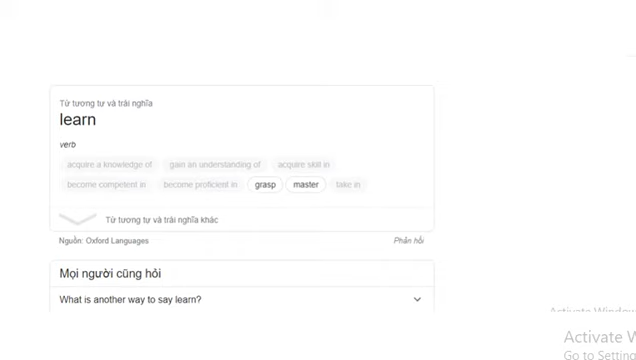 Từ tương tự và trái nghĩa
learn
verb
acquire a knowledge of gain an understanding of acquire skill in
become competent in become proficient in grasp master take in
Từ tương tự và trái nghĩa khác
Nguồn: Oxford Languages Phản hồi
Mọi người cũng hỏi
What is another way to say learn?
Activate Window
Activate W
Go to Setting